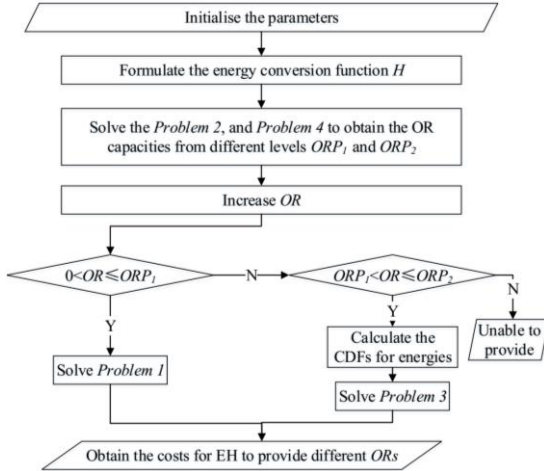 Initialise the parameters
Formulate the energy conversion function H
Solve the Problem 2, and Problem 4 to obtain the OR
capacities from different levels ORP₁ and ORP₂
Increase OR
0<OR≤ORP₁
N
ORP₁<OR≤ORP₂
N
Y
Y
Unable to
provide
Calculate the
CDFs for energies
Solve Problem 1
Solve Problem 3
Obtain the costs for EH to provide different ORs